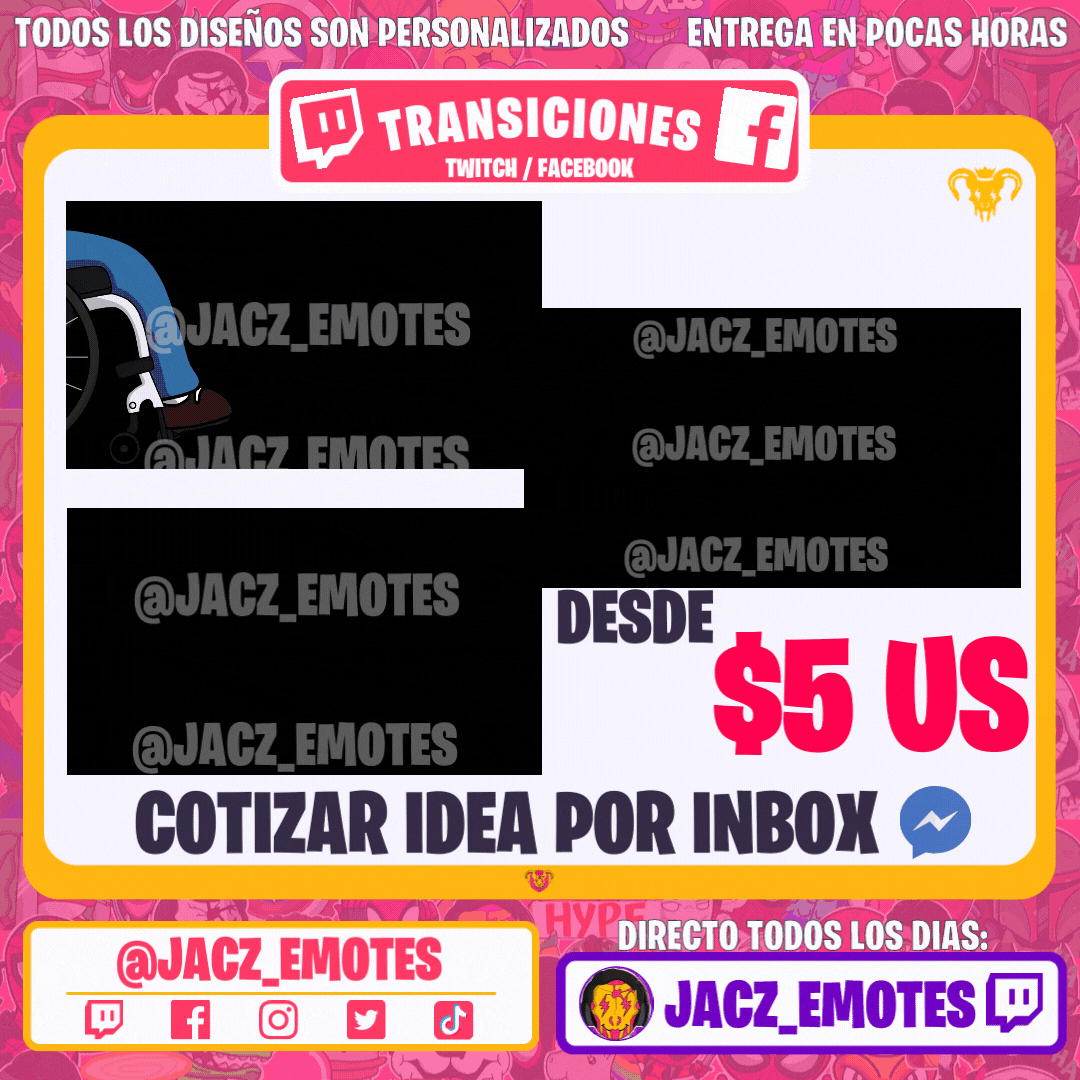 TODOS LOS DISEÑOS SON PERSONALIZADOS
ENTREGA EN POCAS HORAS
TRANSICIONES
TWITCH / FACEBOOK
@JACZ_EMOTES
@JACZ_EMOTES
@JACZ_EMOTES
@JACZ_EMOTES
@JACZ_EMOTES
@JACZ_EMOTES
@JACZ_EMOTES
DESDE
$5 US
COTIZAR IDEA POR INBOX
HYPE
@JACZ_EMOTES
DIRECTO TODOS LOS DIAS:
JACZ_EMOTES